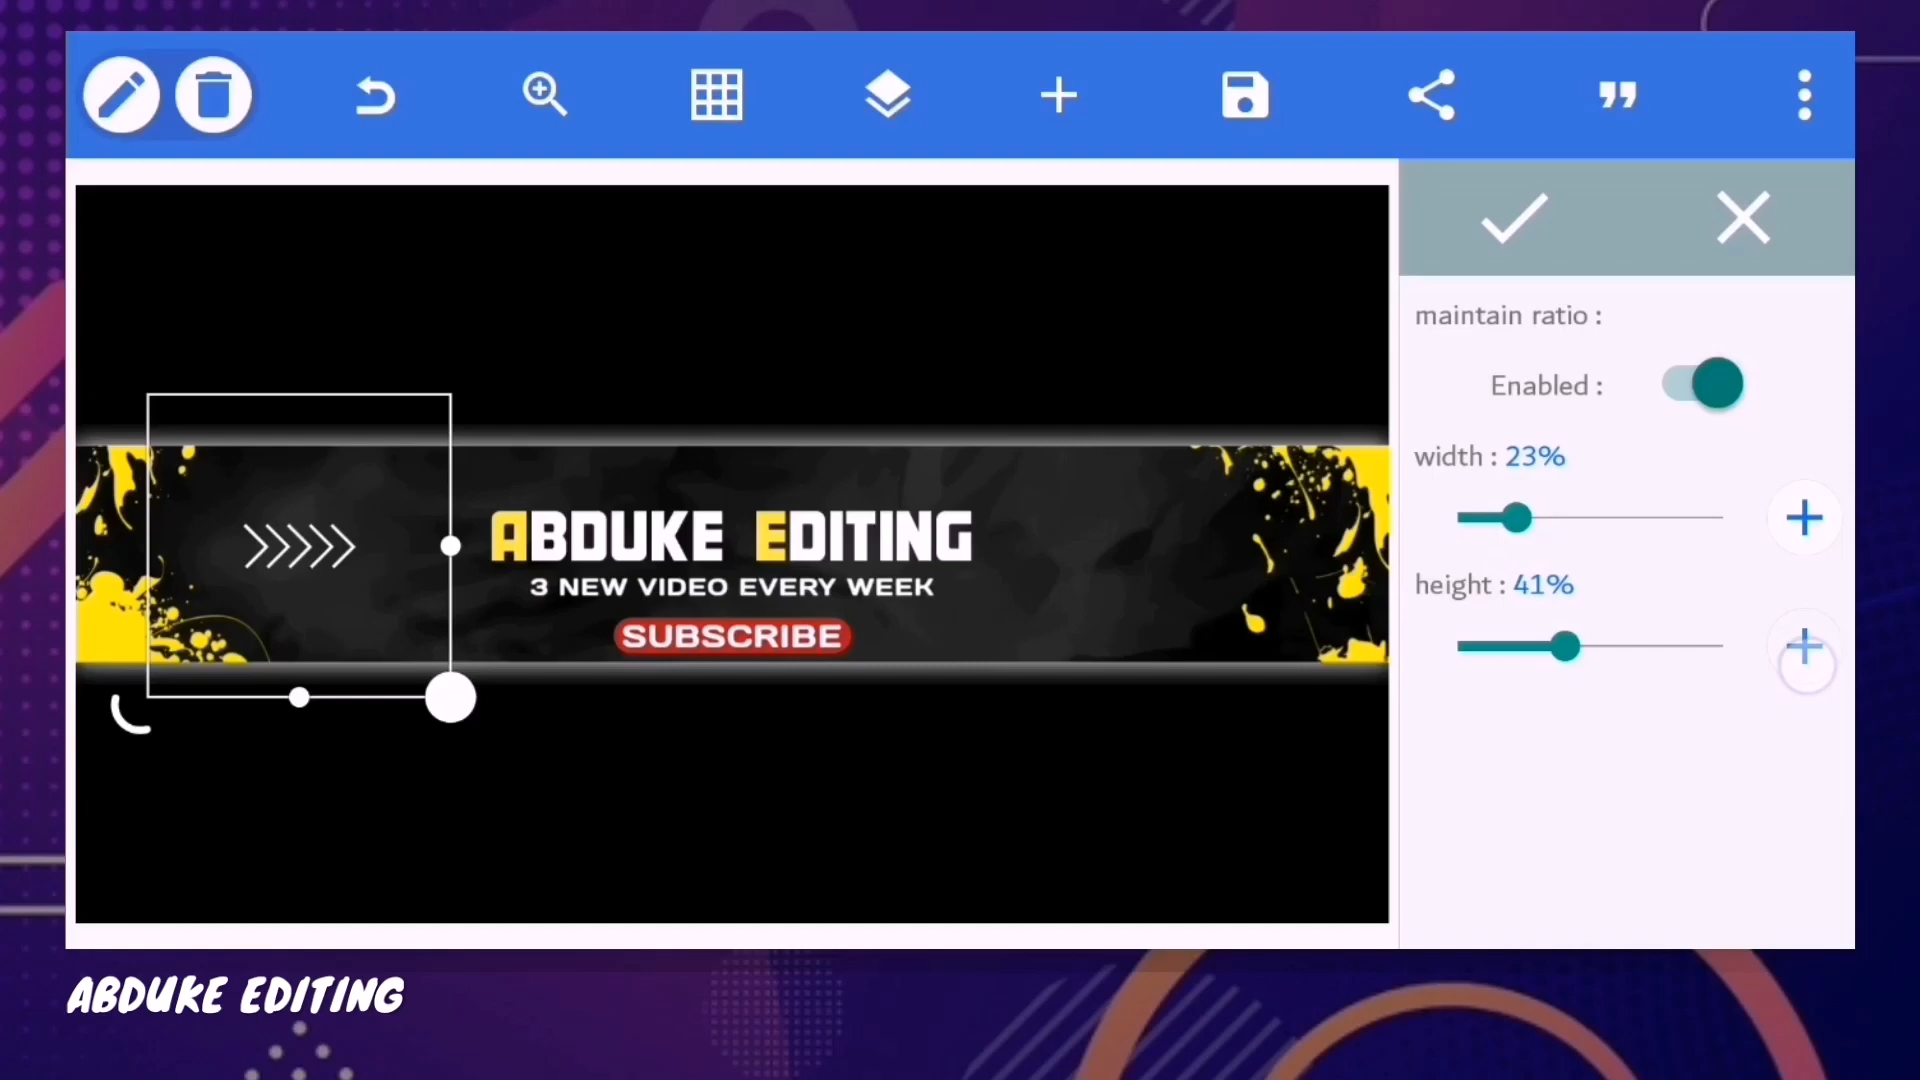 maintain ratio :
Enabled :
width : 23%
height : 41%
ABDUKE EDITING
3 NEW VIDEO EVERY WEEK
SUBSCRIBE
ABDUKE EDITING